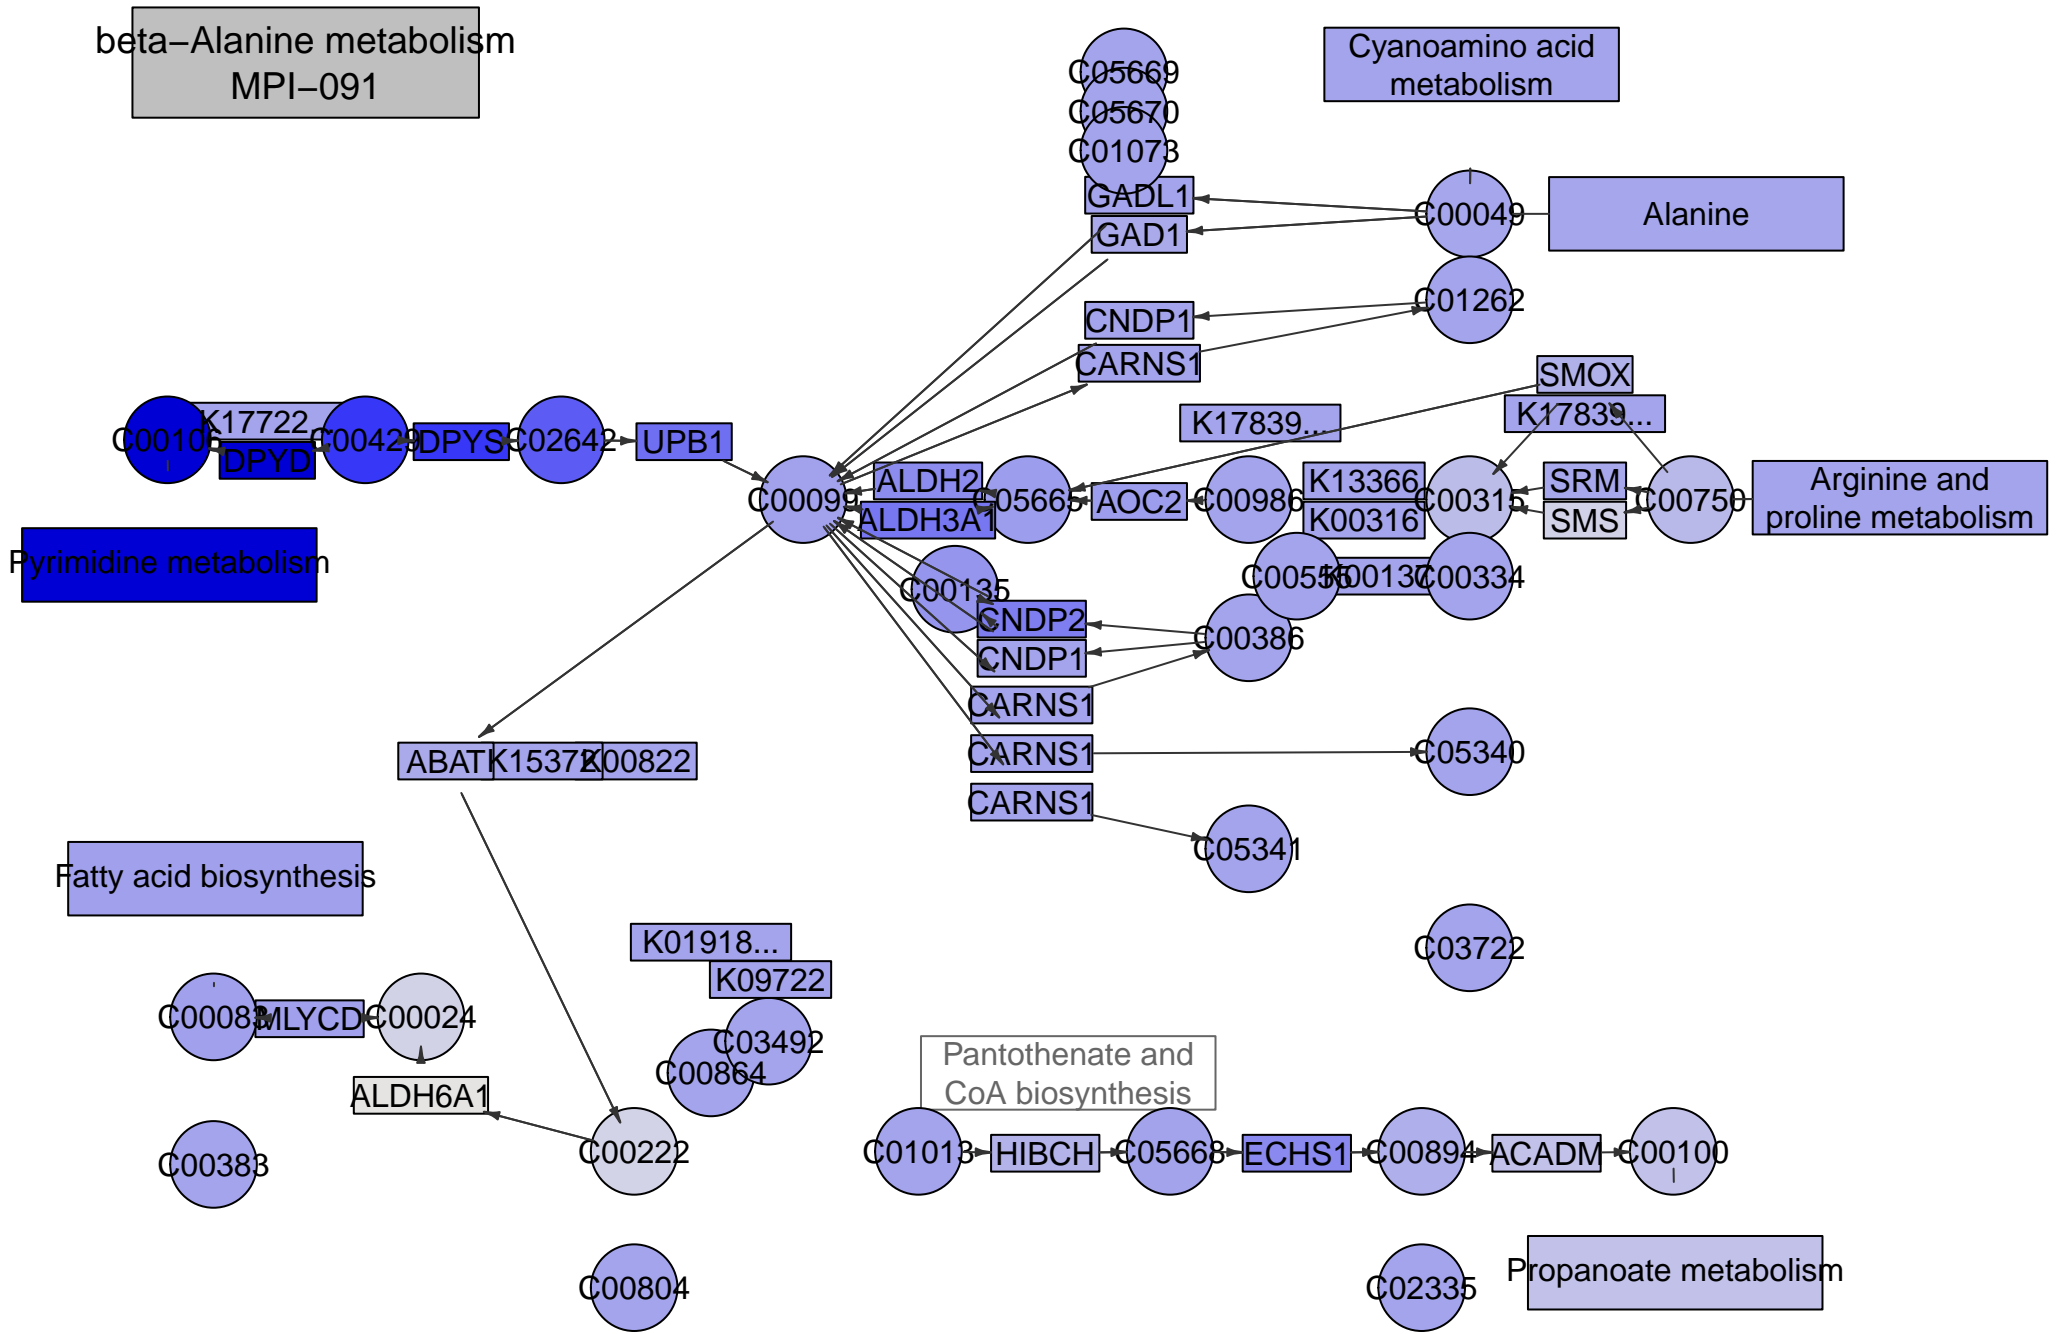 beta−Alanine metabolism
MPI−091
C05669
C05670
C01073
Cyanoamino acid
metabolism
GADL1
GAD1
C00049
Alanine
CNDP1
C01262
CARNS1
SMOX
K17839...
K17839...
C00106
K17722...
DPYD
C00429
DPYS
C02642
UPB1
C00099
ALDH2
ALDH3A1
C05665
AOC2
C00986
K13366
K00316
C00315
SRM
SMS
C00750
Arginine and
proline metabolism
Pyrimidine metabolism
C00135
C00555
K00137
C00334
CNDP2
CNDP1
C00386
CARNS1
CARNS1
C05340
CARNS1
C05341
ABAT
K15372
K00822
Fatty acid biosynthesis
K01918...
K09722
C03722
C00083
MLYCD
C00024
C03492
C00864
ALDH6A1
Pantothenate and
CoA biosynthesis
C00383
C00222
C01013
HIBCH
C05668
ECHS1
C00894
ACADM
C00100
C00804
C02335
Propanoate metabolism